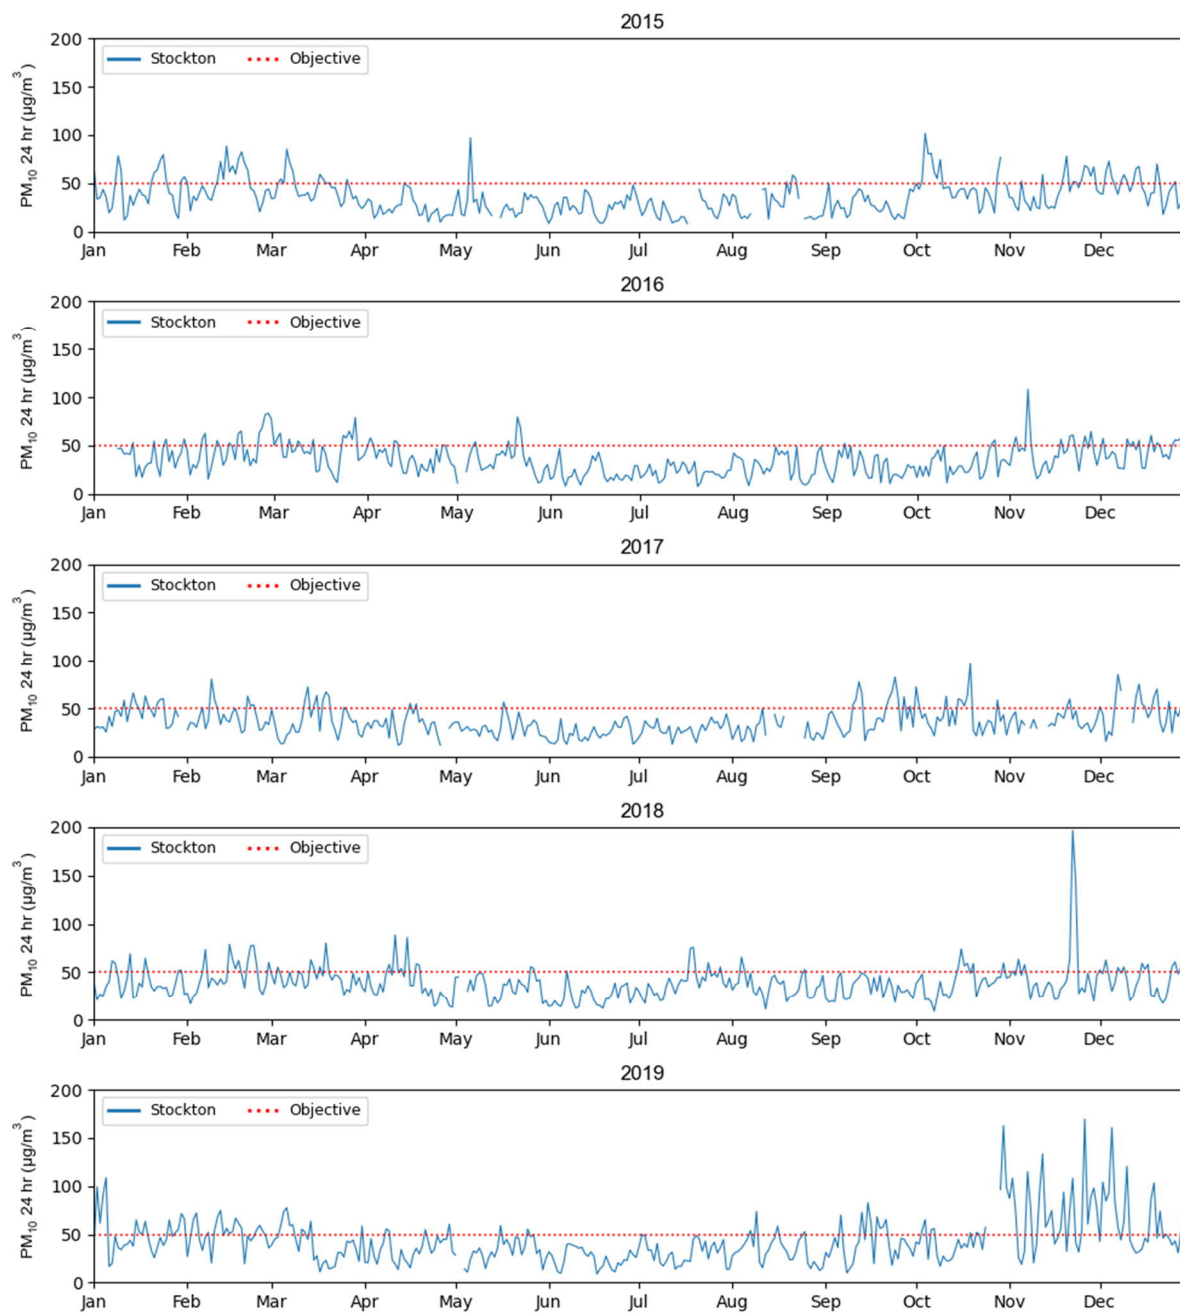 2015
PM₁₀ 24 hr (µg/m³)
200
150
100
50
0
Stockton Objective
Jan Feb Mar Apr May Jun Jul Aug Sep Oct Nov Dec
2016
PM₁₀ 24 hr (µg/m³)
200
150
100
50
0
Stockton Objective
Jan Feb Mar Apr May Jun Jul Aug Sep Oct Nov Dec
2017
PM₁₀ 24 hr (µg/m³)
200
150
100
50
0
Stockton Objective
Jan Feb Mar Apr May Jun Jul Aug Sep Oct Nov Dec
2018
PM₁₀ 24 hr (µg/m³)
200
150
100
50
0
Stockton Objective
Jan Feb Mar Apr May Jun Jul Aug Sep Oct Nov Dec
2019
PM₁₀ 24 hr (µg/m³)
200
150
100
50
0
Stockton Objective
Jan Feb Mar Apr May Jun Jul Aug Sep Oct Nov Dec